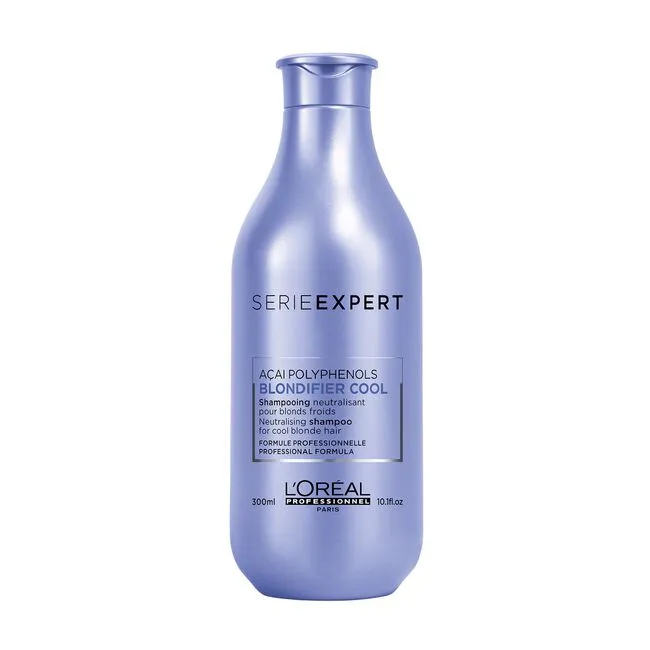 SERIEEXPERT
AÇAI POLYPHENOLS
BLONDIFIER COOL
Shampooing neutralisant
pour blonds froids
Neutralising shampoo
for cool blonde hair
FORMULE PROFESSIONNELLE
PROFESSIONAL FORMULA
300ml
L'ORÉAL
PROFESSIONNEL
PARIS
10.1fl.oz